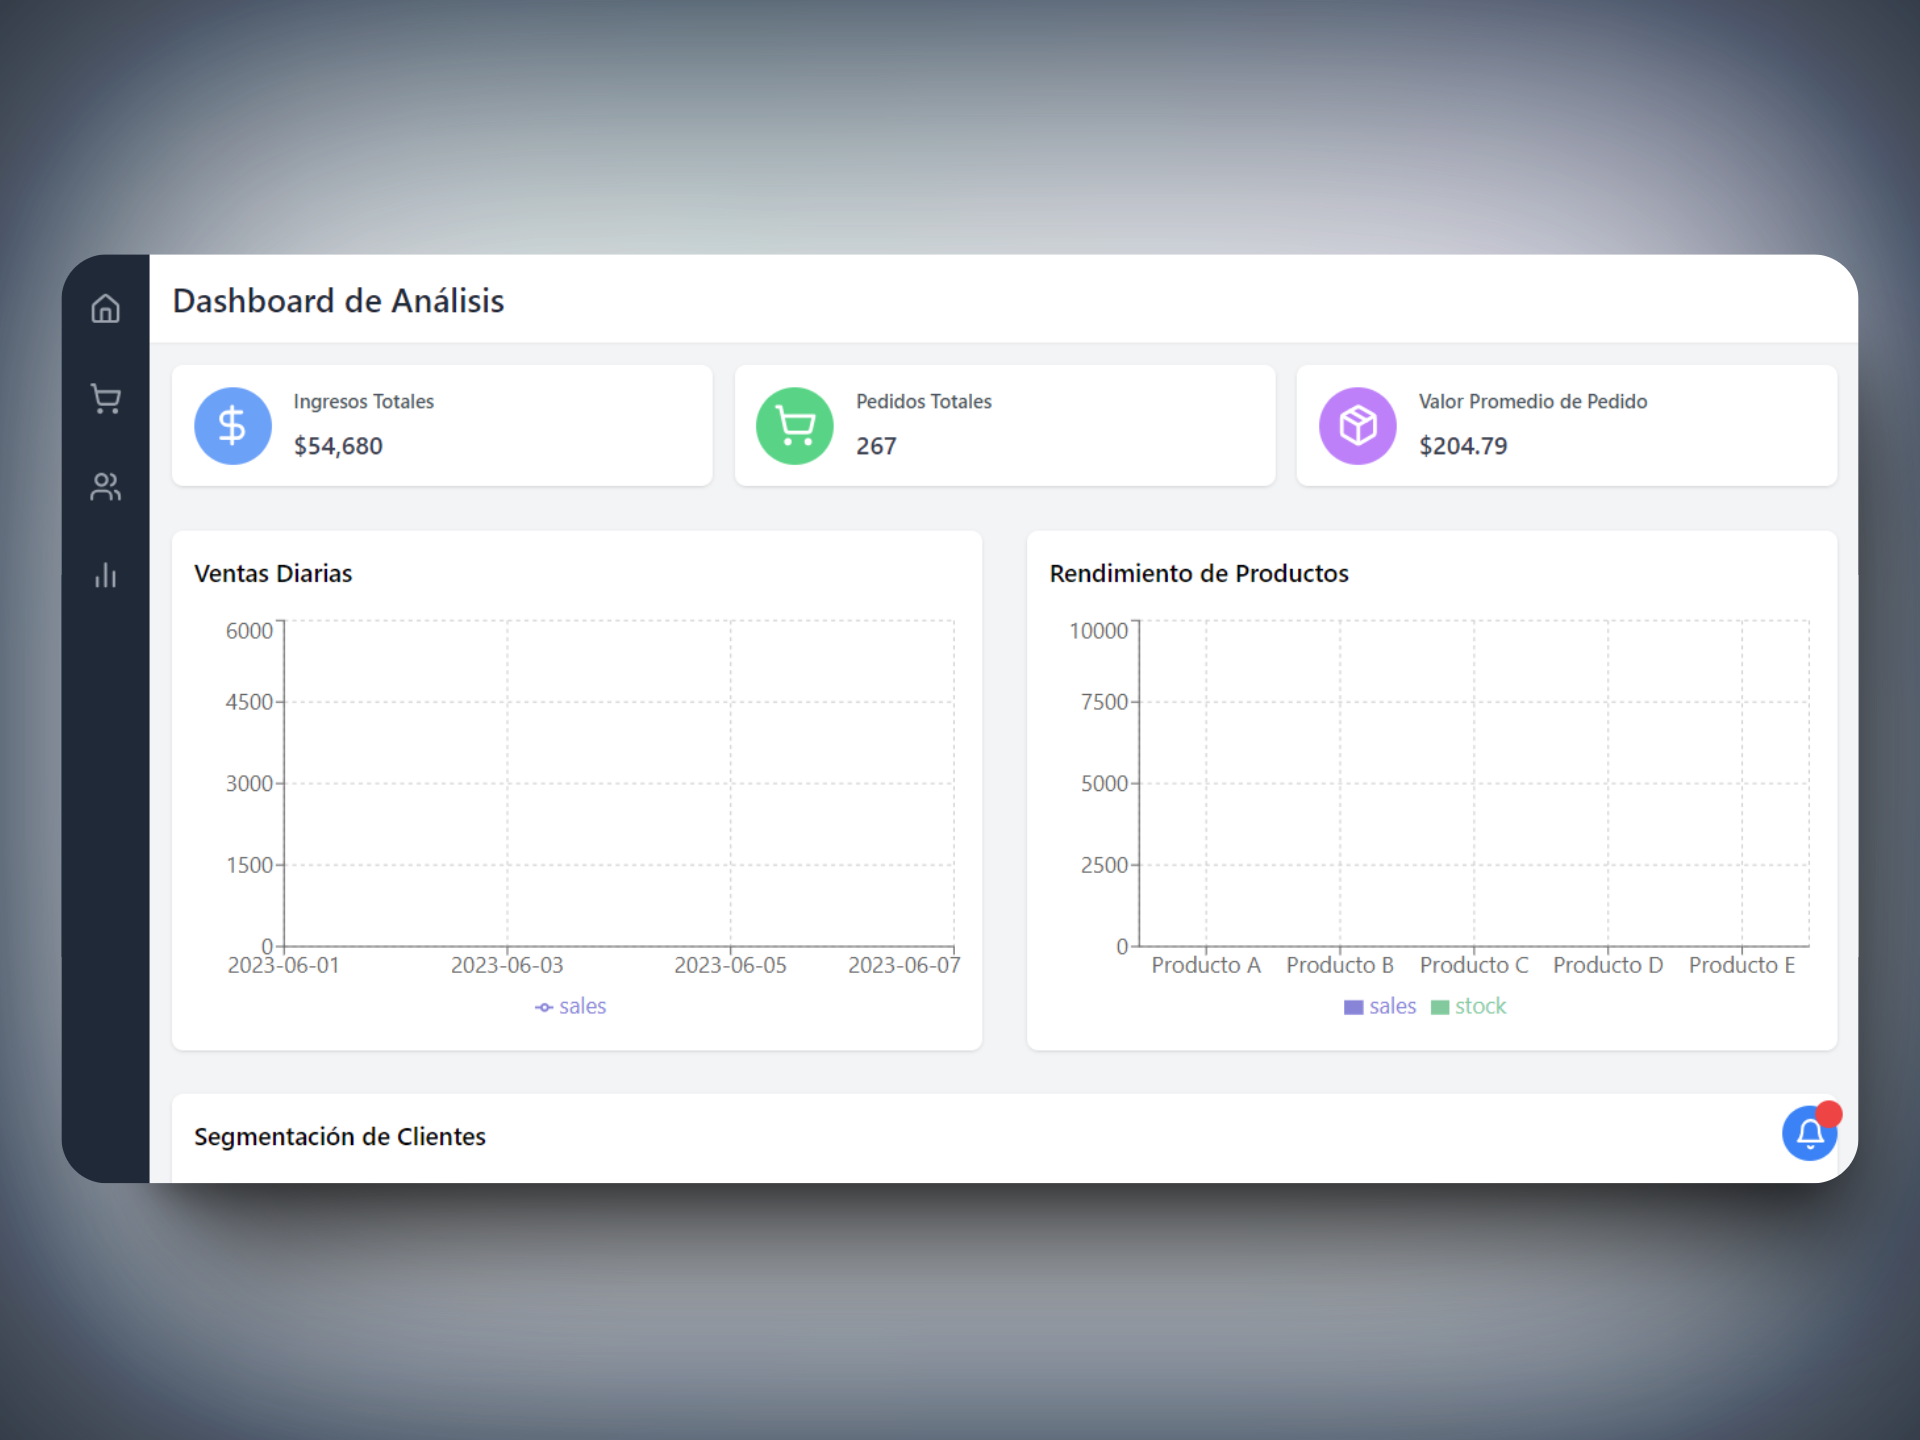 Dashboard de Análisis
Ingresos Totales
$54,680
Pedidos Totales
267
Valor Promedio de Pedido
$204.79
Ventas Diarias
6000
4500
3000
1500
0
2023-06-01 2023-06-03 2023-06-05 2023-06-07
sales
Rendimiento de Productos
10000
7500
5000
2500
0
Producto A Producto B Producto C Producto D Producto E
sales stock
Segmentación de Clientes